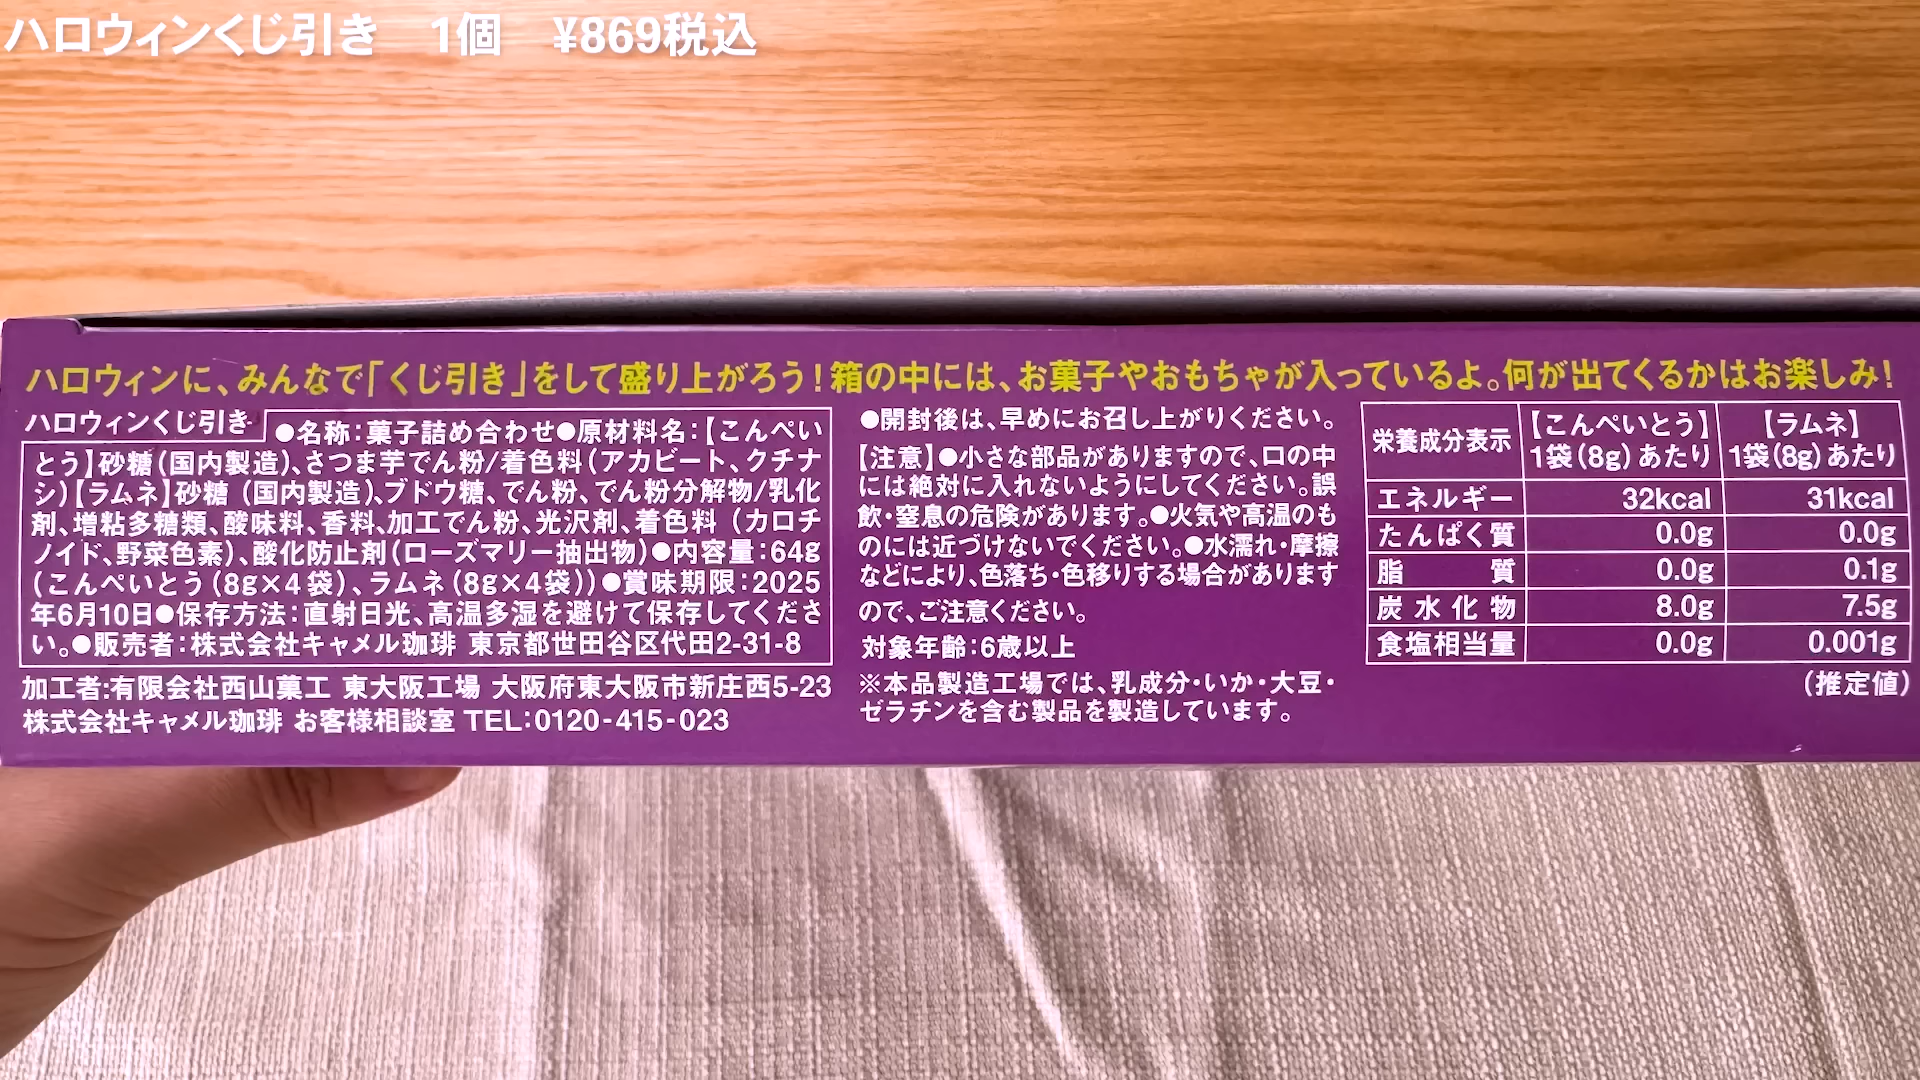 ハロウィンくじ引き　1個　¥869税込
ハロウィンに、みんなで「くじ引き」をして盛り上がろう!箱の中には、お菓子やおもちゃが入っているよ。何が出てくるかはお楽しみ!
ハロウィンくじ引き
●名称:菓子詰め合わせ●原材料名:【こんぺい
とう】砂糖(国内製造)、さつま芋でん粉/着色料(アカビート、クチナ
シ)【ラムネ】砂糖(国内製造)、ブドウ糖、でん粉、でん粉分解物/乳化
剤、増粘多糖類、酸味料、香料、加工でん粉、光沢剤、着色料(カロチ
ノイド、野菜色素)、酸化防止剤(ローズマリー抽出物)●内容量:64g
(こんぺいとう(8g×4袋)、ラムネ(8g×4袋))●賞味期限:2025
年6月10日●保存方法:直射日光、高温多湿を避けて保存してくださ
い。●販売者:株式会社キャメル珈琲 東京都世田谷区代田2-31-8
加工者:有限会社西山菓工 東大阪工場 大阪府東大阪市新庄西5-23
株式会社キャメル珈琲 お客様相談室 TEL:0120-415-023
●開封後は、早めにお召し上がりください。
【注意】●小さな部品がありますので、口の中
には絶対に入れないようにしてください。誤
飲・窒息の危険があります。●火気や高温のも
のには近づけないでください。●水濡れ・摩擦
などにより、色落ち・色移りする場合があります
ので、ご注意ください。
対象年齢:6歳以上
※本品製造工場では、乳成分・いか・大豆・
ゼラチンを含む製品を製造しています。
栄養成分表示 【こんぺいとう】1袋(8g)あたり 【ラムネ】1袋(8g)あたり
エネルギー 32kcal 31kcal
たんぱく質 0.0g 0.0g
脂質 0.0g 0.1g
炭水化物 8.0g 7.5g
食塩相当量 0.0g 0.001g
(推定値)